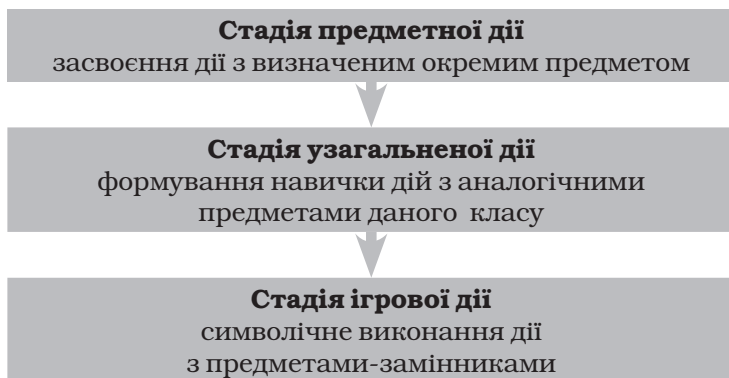 Стадія предметної дії
засвоєння дії з визначеним окремим предметом
Стадія узагальненої дії
формування навички дій з аналогічними
предметами даного класу
Стадія ігрової дії
символічне виконання дії
з предметами-замінниками